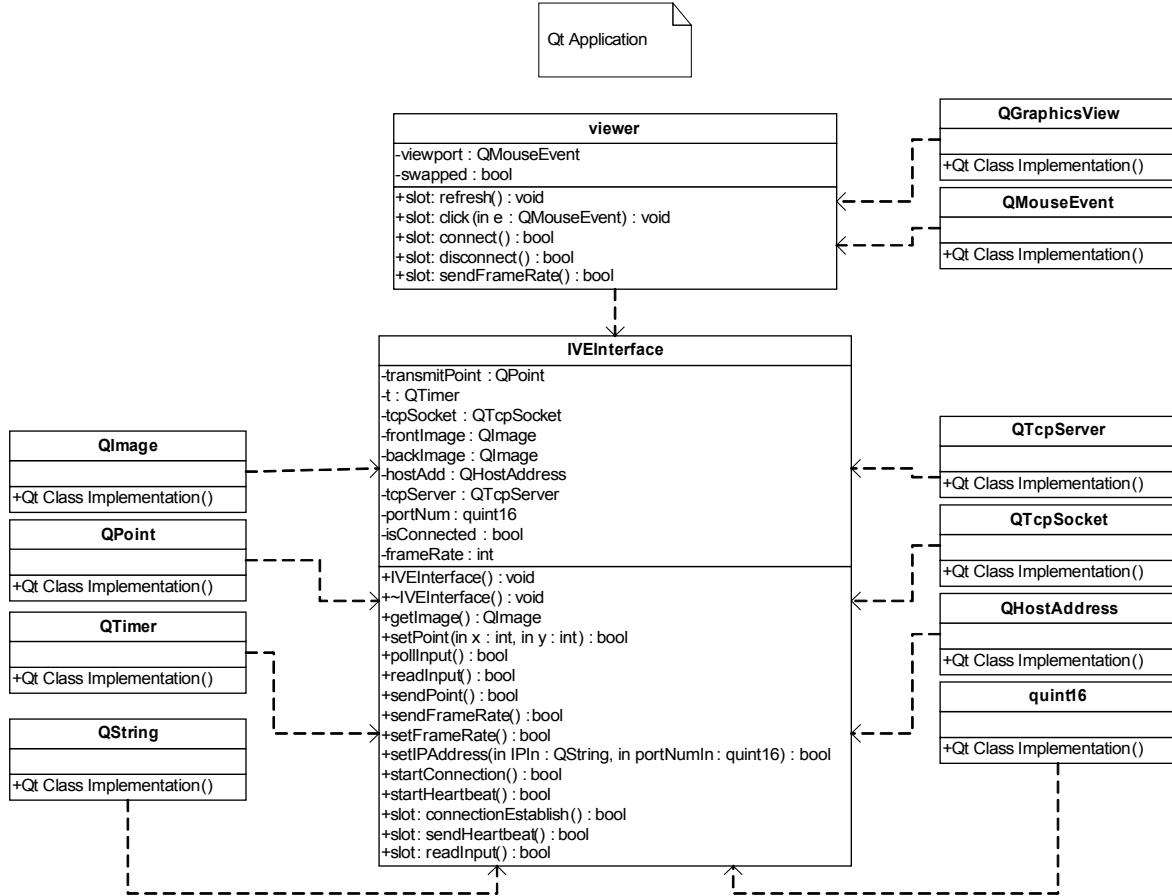 Qt Application
viewer
-viewport : QMouseEvent
-swapped : bool
+slot: refresh() : void
+slot: click(in e : QMouseEvent) : void
+slot: connect() : bool
+slot: disconnect() : bool
+slot: sendFrameRate() : bool
QGraphicsView
+Qt Class Implementation()
QMouseEvent
+Qt Class Implementation()
IVEInterface
-transmitPoint : QPoint
-t : QTimer
-tcpSocket : QTcpSocket
-frontImage : QImage
-backImage : QImage
-hostAdd : QHostAddress
-tcpServer : QTcpServer
-portNum : quint16
-isConnected : bool
-frameRate : int
+IVEInterface() : void
+~IVEInterface() : void
+getImage() : QImage
+setPoint(in x : int, in y : int) : bool
+pollInput() : bool
+readInput() : bool
+sendPoint() : bool
+sendFrameRate() : bool
+setFrameRate() : bool
+setIPAddress(in IPIn : QString, in portNumIn : quint16) : bool
+startConnection() : bool
+startHeartbeat() : bool
+slot: connectionEstablish() : bool
+slot: sendHeartbeat() : bool
+slot: readInput() : bool
QImage
+Qt Class Implementation()
QPoint
+Qt Class Implementation()
QTimer
+Qt Class Implementation()
QString
+Qt Class Implementation()
QTcpServer
+Qt Class Implementation()
QTcpSocket
+Qt Class Implementation()
QHostAddress
+Qt Class Implementation()
quint16
+Qt Class Implementation()